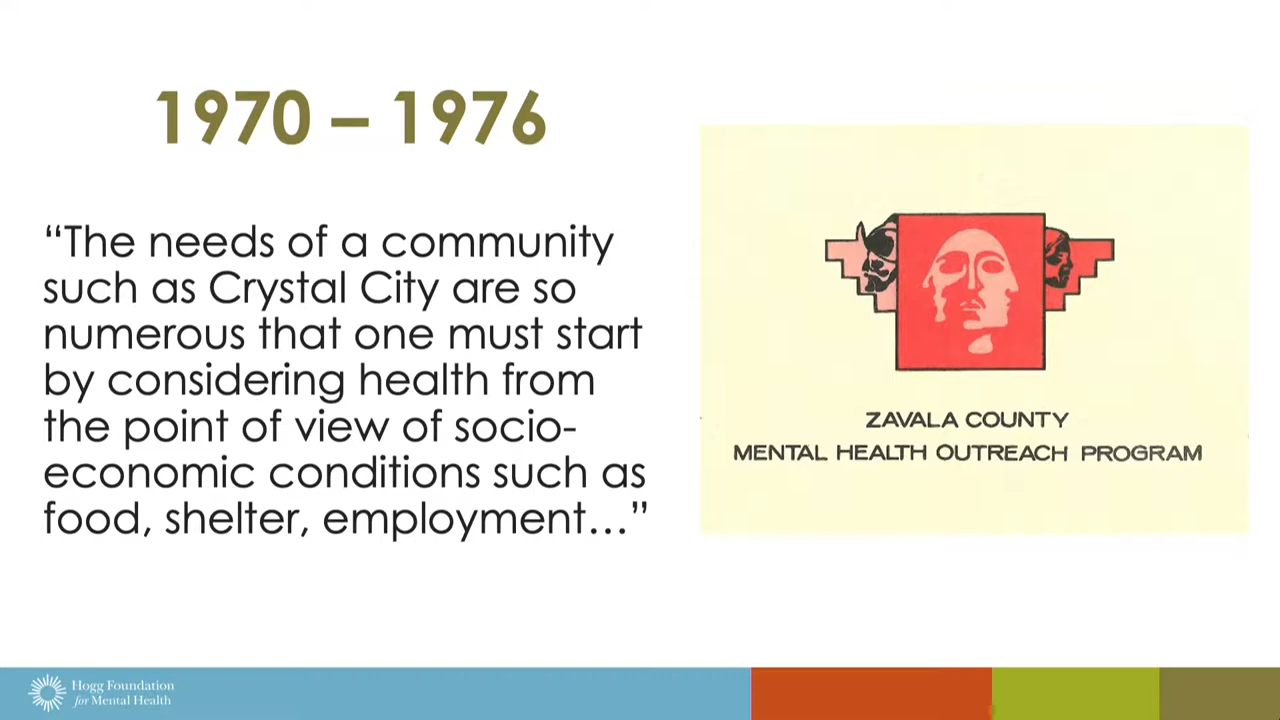 1970 – 1976
“The needs of a community
such as Crystal City are so
numerous that one must start
by considering health from
the point of view of socio-
economic conditions such as
food, shelter, employment…”
ZAVALA COUNTY
MENTAL HEALTH OUTREACH PROGRAM
Hogg Foundation
for Mental Health